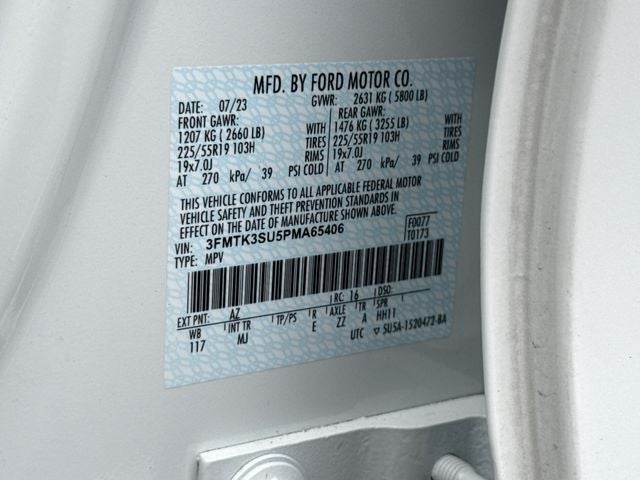 MFD. BY FORD MOTOR CO.
DATE: 07/23 GVWR: 2631 KG ( 5800 LB)
FRONT GAWR: REAR GAWR:
1207 KG ( 2660 LB) WITH 1476 KG ( 3255 LB) WITH
225/55R19 103H TIRES 225/55R19 103H TIRES
19x7.0J RIMS 19x7.0J RIMS
AT 270 kPa/ 39 PSI COLD AT 270 kPa/ 39 PSI COLD
THIS VEHICLE CONFORMS TO ALL APPLICABLE FEDERAL MOTOR
VEHICLE SAFETY AND THEFT PREVENTION STANDARDS IN
EFFECT ON THE DATE OF MANUFACTURE SHOWN ABOVE.
VIN: 3FMTK3SU5PMA65406 F0077
TYPE: MPV T0173
EXT PNT: AZ RC: 16 DSO:
WB INT TR TP/PS R AXLE TR SPR
117 MJ E ZZ A HH11
UTC ▽ SU5A-1520472-BA